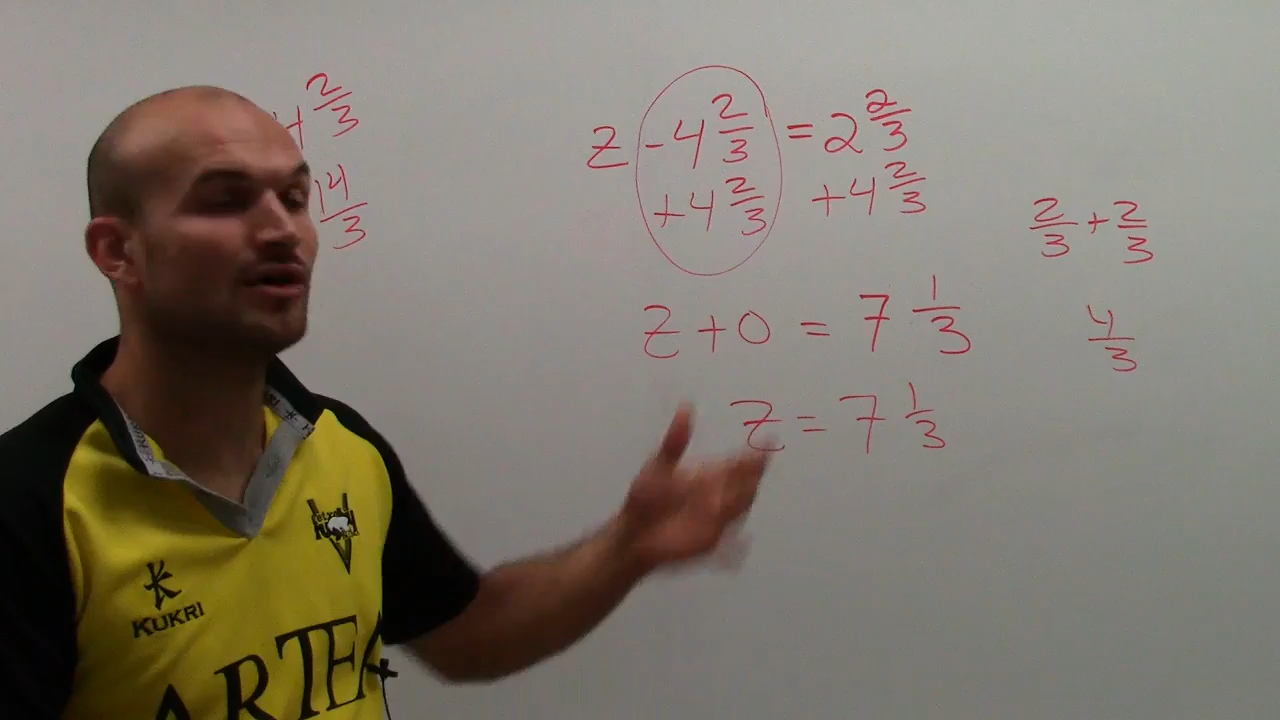 4 2/3
14/3
z - 4 2/3 = 2 2/3
+4 2/3 +4 2/3
z + 0 = 7 1/3
z = 7 1/3
2/3 + 2/3
4/3
KUKRI